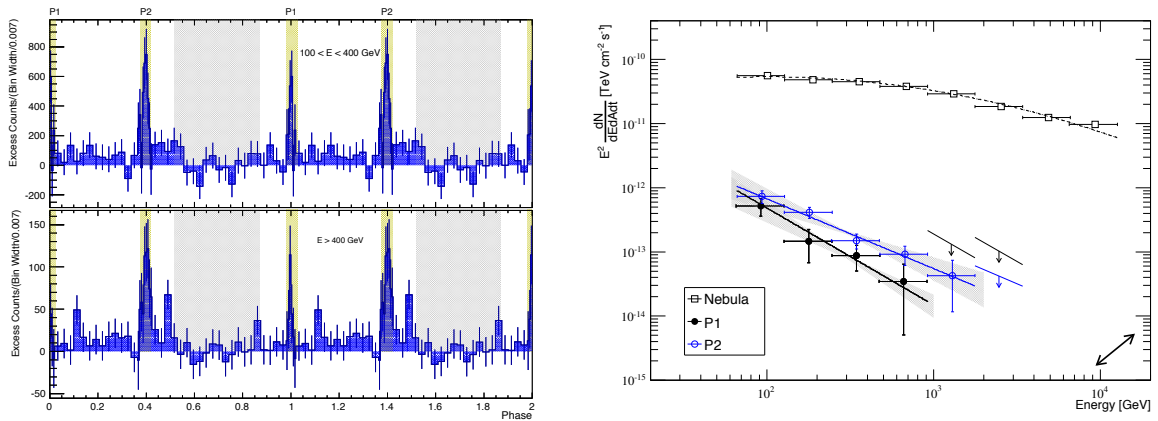 P1 P2 P1 P2
Excess Counts/(Bin Width/0.007)
800
600
400
200
0
-200
100 < E < 400 GeV
Excess Counts/(Bin Width/0.007)
150
100
50
0
-50
E > 400 GeV
0 0.2 0.4 0.6 0.8 1 1.2 1.4 1.6 1.8 2
Phase
E² dN/dEdAdt [TeV cm⁻² s⁻¹]
10⁻¹⁰
10⁻¹¹
10⁻¹²
10⁻¹³
10⁻¹⁴
10⁻¹⁵
Nebula
P1
P2
10² 10³ 10⁴
Energy [GeV]